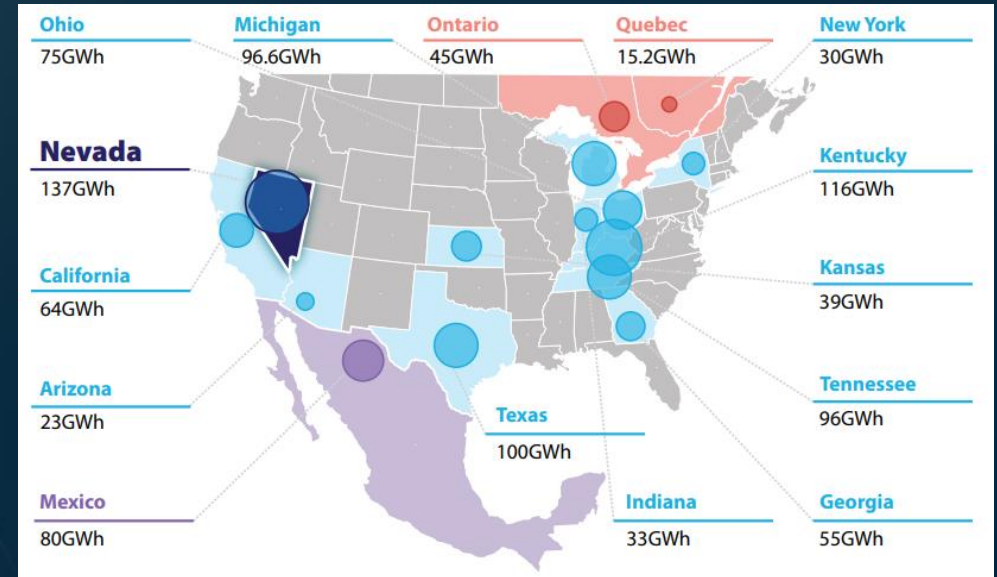 Ohio
75GWh
Michigan
96.6GWh
Ontario
45GWh
Quebec
15.2GWh
New York
30GWh
Nevada
137GWh
Kentucky
116GWh
California
64GWh
Kansas
39GWh
Arizona
23GWh
Texas
100GWh
Tennessee
96GWh
Mexico
80GWh
Indiana
33GWh
Georgia
55GWh